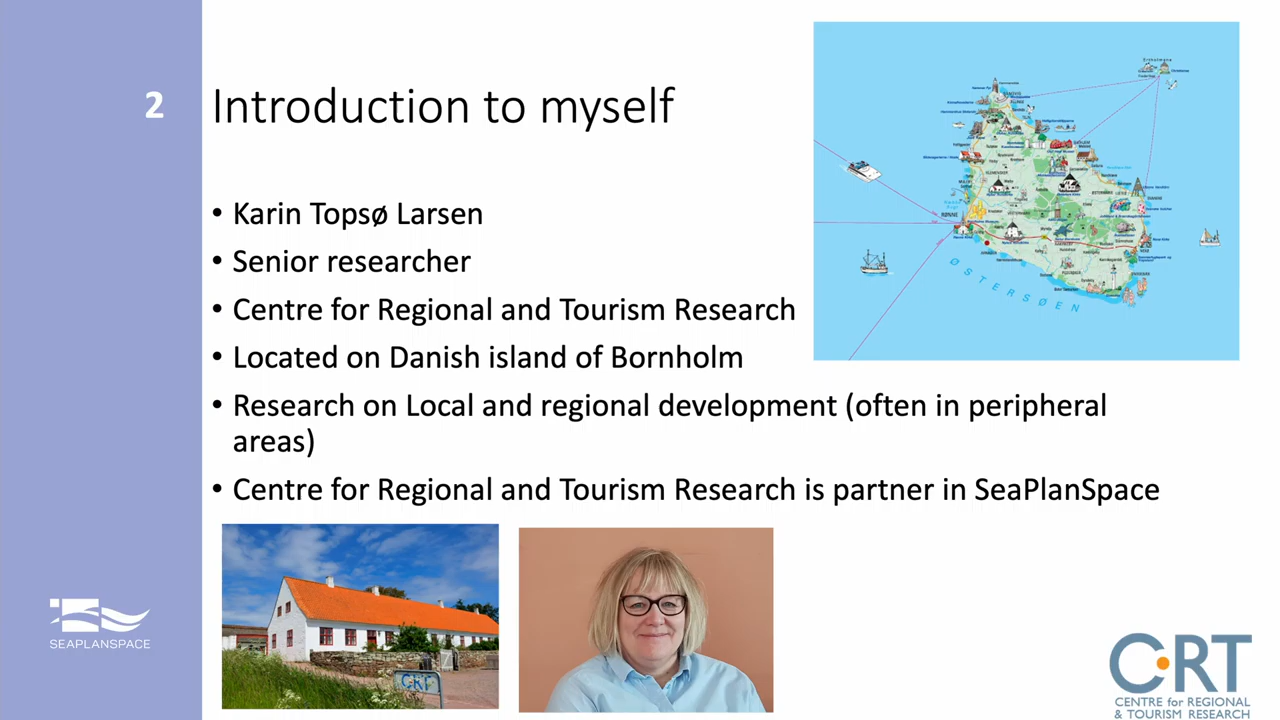 2
Introduction to myself
• Karin Topsø Larsen
• Senior researcher
• Centre for Regional and Tourism Research
• Located on Danish island of Bornholm
• Research on Local and regional development (often in peripheral
areas)
• Centre for Regional and Tourism Research is partner in SeaPlanSpace
RØNNE
ØSTERSØEN
CRT
SEAPLANSPACE
CRT
CENTRE for REGIONAL
& TOURISM RESEARCH